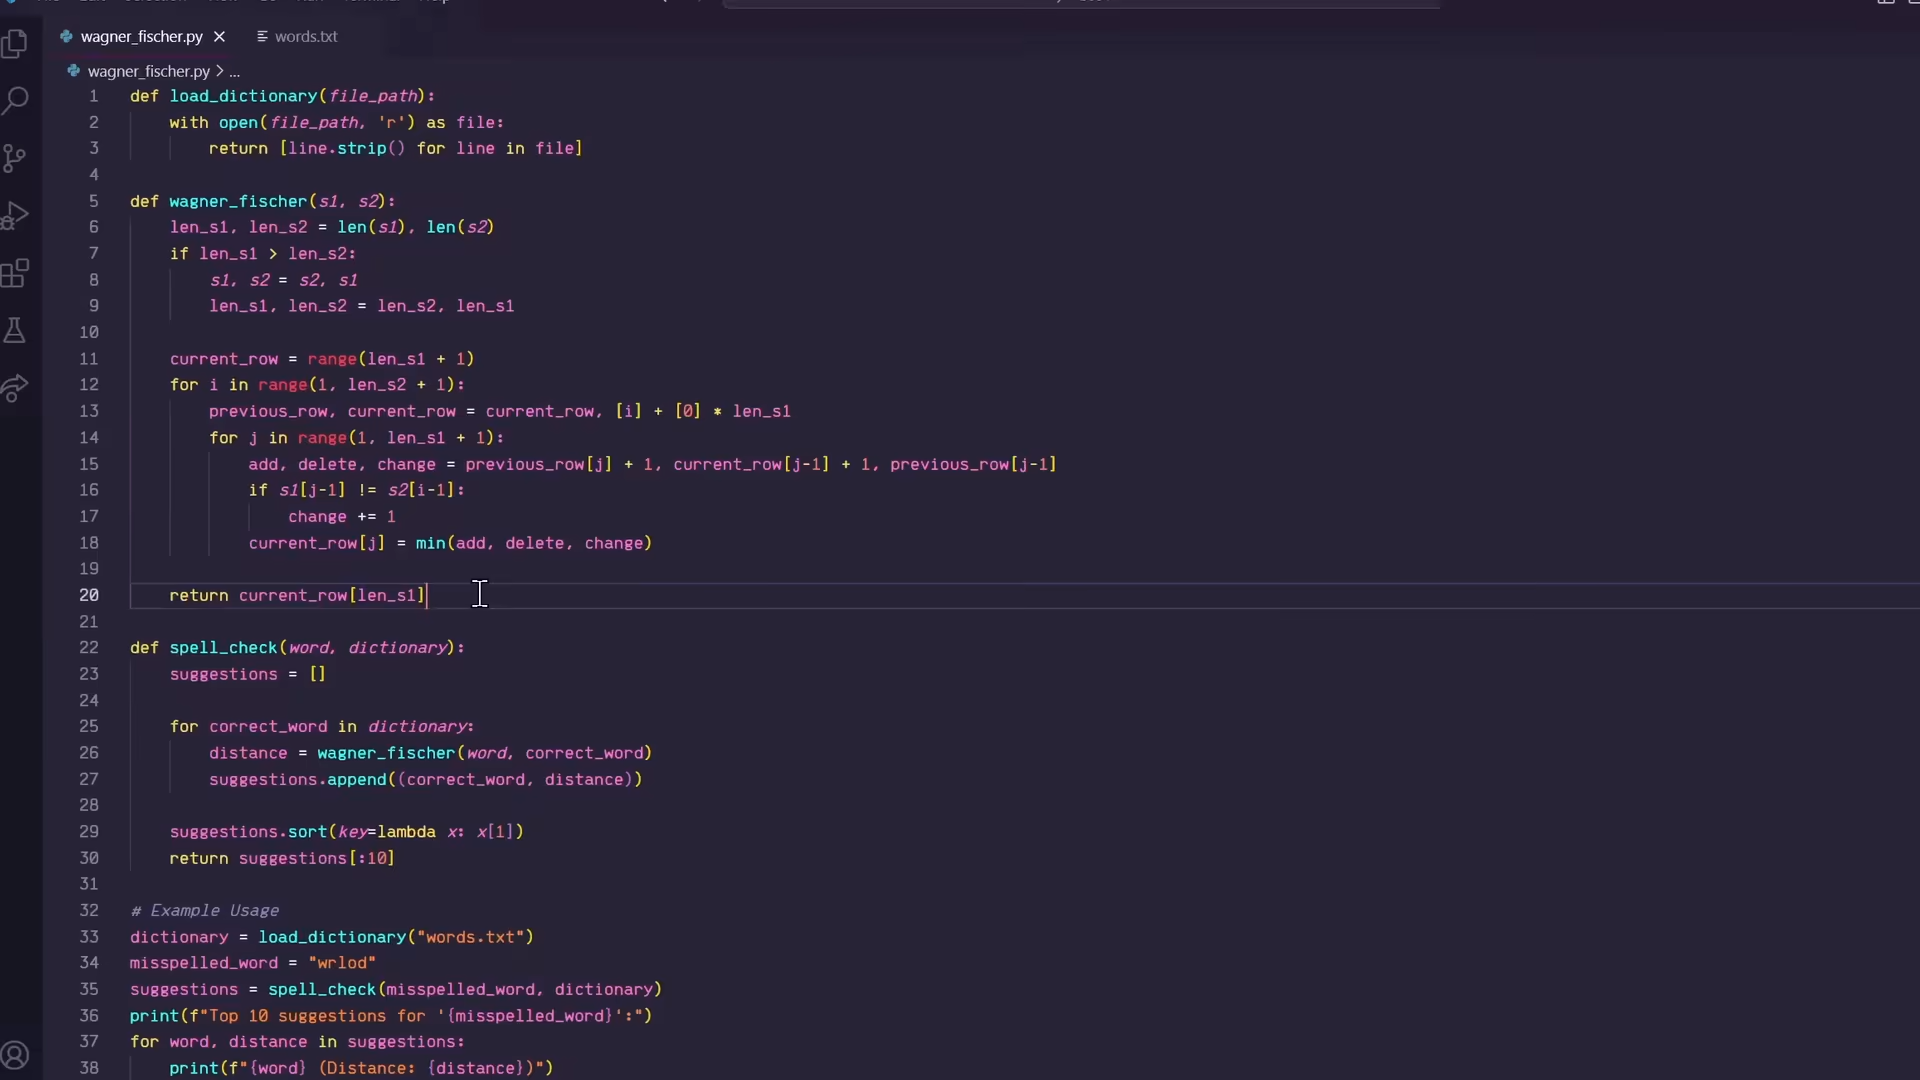 wagner_fischer.py
words.txt
wagner_fischer.py > ...
1 def load_dictionary(file_path):
2     with open(file_path, 'r') as file:
3         return [line.strip() for line in file]
4
5 def wagner_fischer(s1, s2):
6     len_s1, len_s2 = len(s1), len(s2)
7     if len_s1 > len_s2:
8         s1, s2 = s2, s1
9         len_s1, len_s2 = len_s2, len_s1
10
11     current_row = range(len_s1 + 1)
12     for i in range(1, len_s2 + 1):
13         previous_row, current_row = current_row, [i] + [0] * len_s1
14         for j in range(1, len_s1 + 1):
15             add, delete, change = previous_row[j] + 1, current_row[j-1] + 1, previous_row[j-1]
16             if s1[j-1] != s2[i-1]:
17                 change += 1
18             current_row[j] = min(add, delete, change)
19
20     return current_row[len_s1]
21
22 def spell_check(word, dictionary):
23     suggestions = []
24
25     for correct_word in dictionary:
26         distance = wagner_fischer(word, correct_word)
27         suggestions.append((correct_word, distance))
28
29     suggestions.sort(key=lambda x: x[1])
30     return suggestions[:10]
31
32 # Example Usage
33 dictionary = load_dictionary("words.txt")
34 misspelled_word = "wrlod"
35 suggestions = spell_check(misspelled_word, dictionary)
36 print(f"Top 10 suggestions for '{misspelled_word}':")
37 for word, distance in suggestions:
38     print(f"{word} (Distance: {distance})")